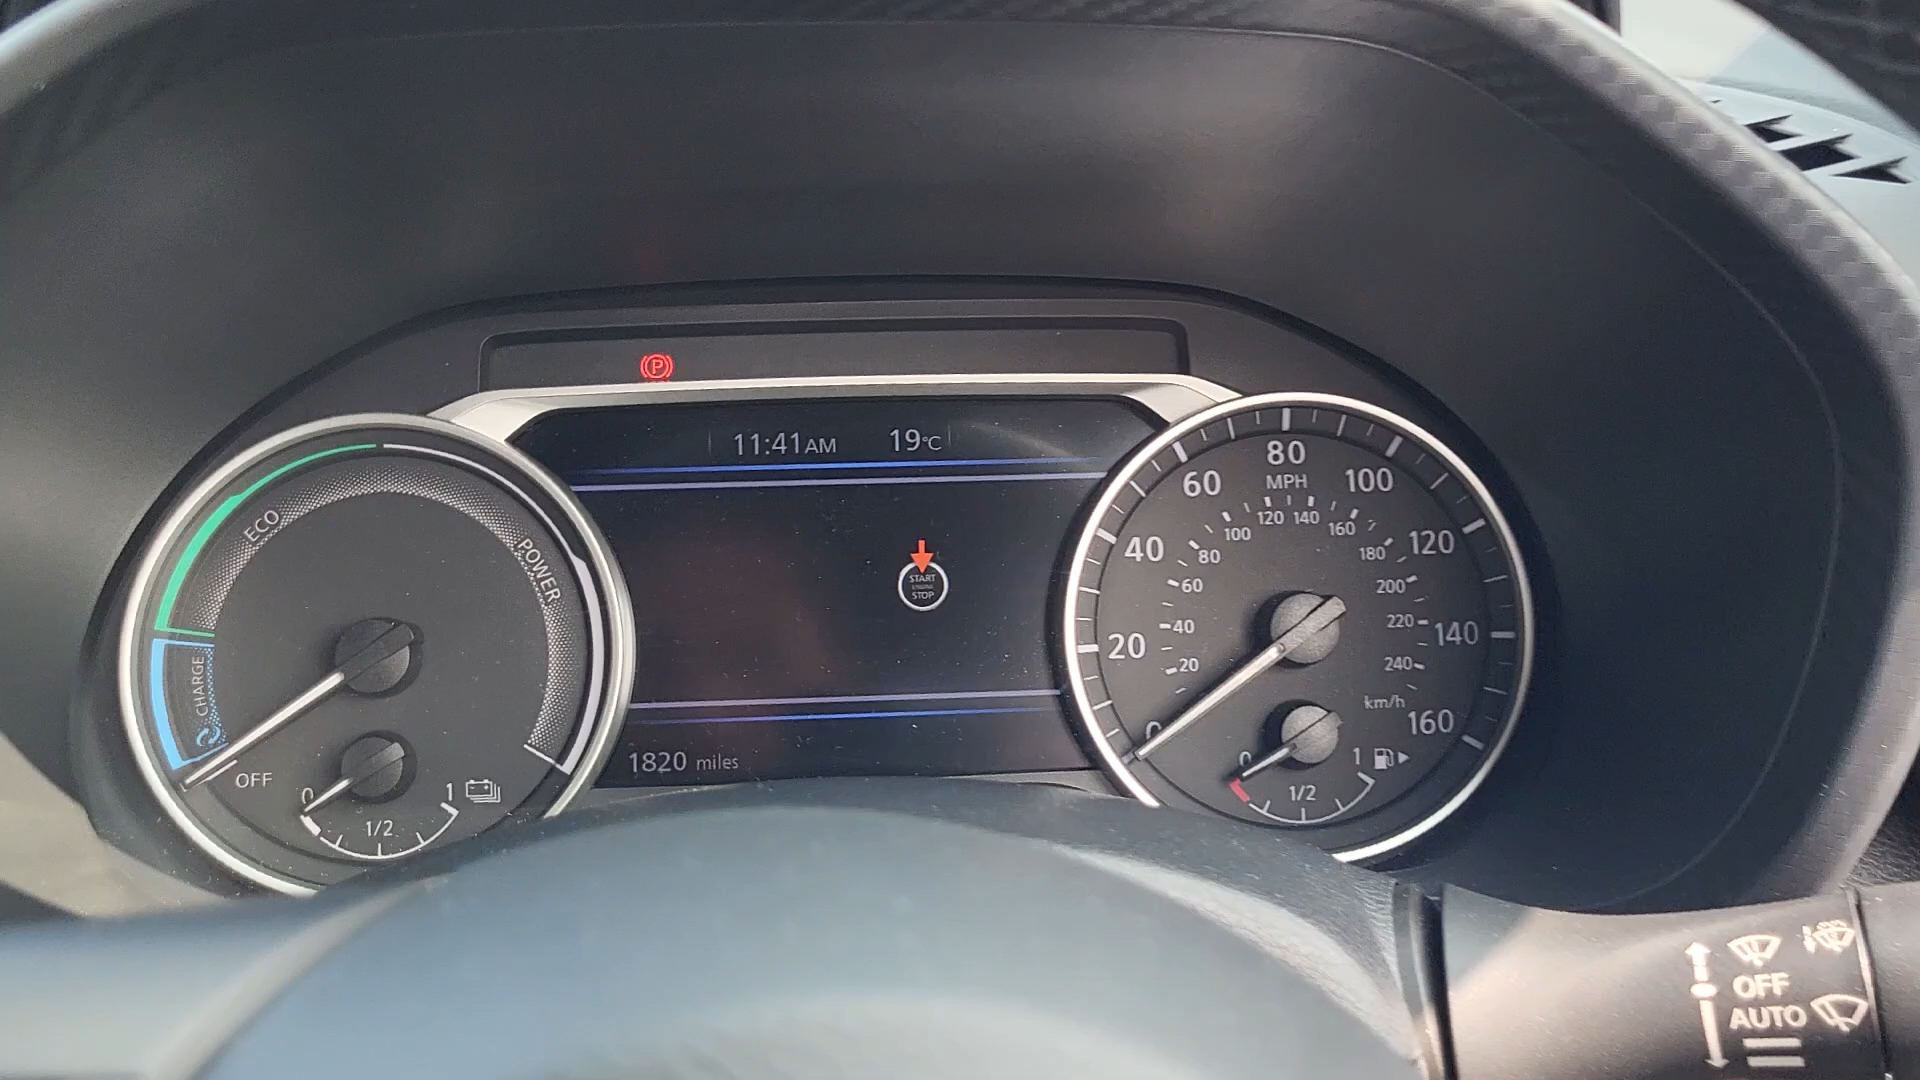 P
11:41AM 19°C
ECO
POWER
CHARGE
OFF
0 1/2 1
START
STOP
1820 miles
0 20 40 60 80 100 120 140 160
MPH
20 40 60 80 100 120 140 160 180 200 220 240
km/h
0 1/2 1
OFF
AUTO